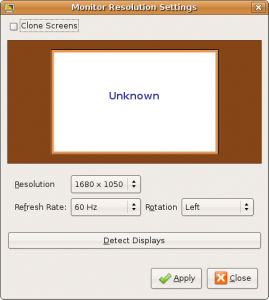 Monitor Resolution Settings
Clone Screens
Unknown
Resolution 1680 x 1050
Refresh Rate: 60 Hz Rotation Left
Detect Displays
Apply Close